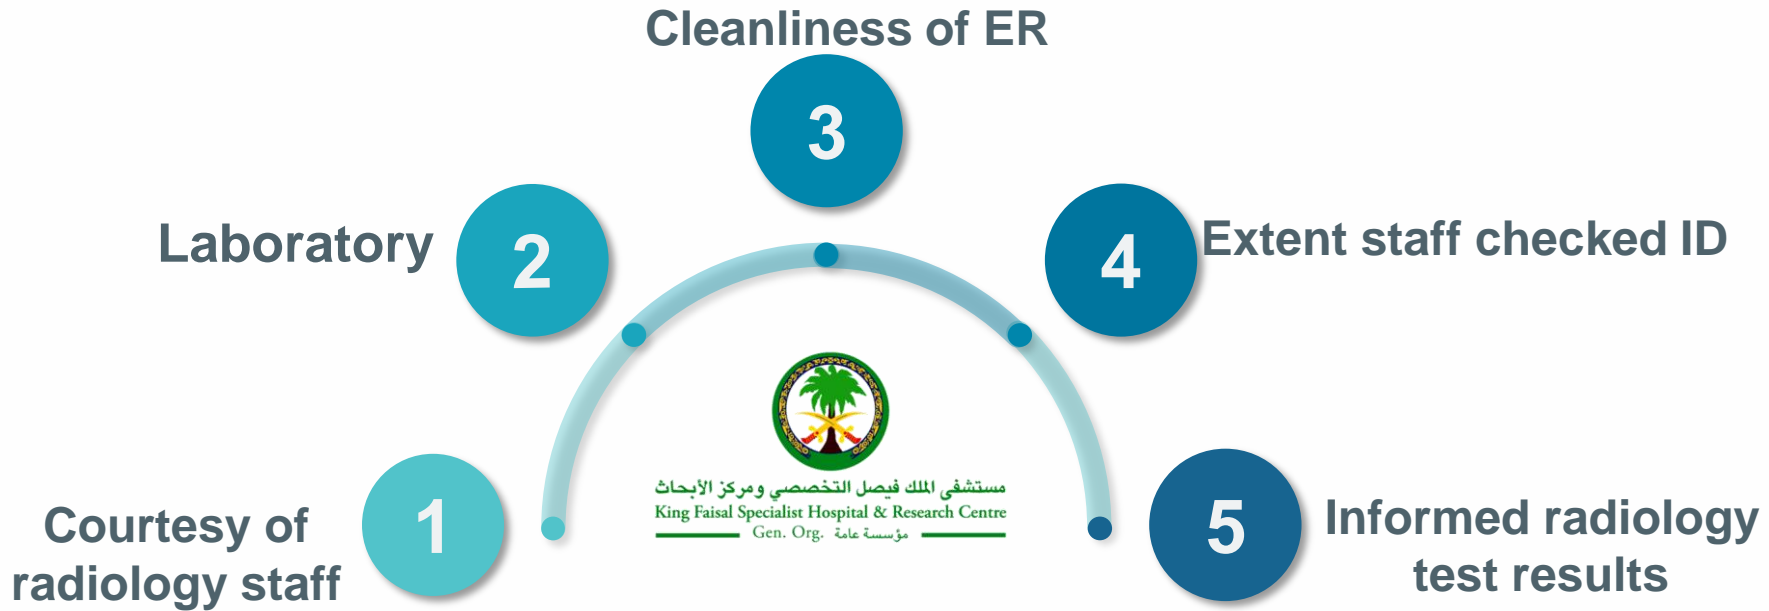 Cleanliness of ER
3
Laboratory
2
4
Extent staff checked ID
مستشفى الملك فيصل التخصصي ومركز الأبحاث
King Faisal Specialist Hospital & Research Centre
Gen. Org. مؤسسة عامة
Courtesy of
radiology staff
1
5
Informed radiology
test results